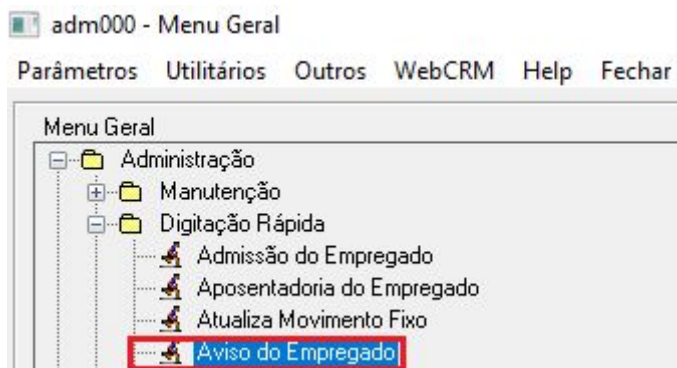 adm000 - Menu Geral
Parâmetros Utilitários Outros WebCRM Help Fechar
Menu Geral
Administração
Manutenção
Digitação Rápida
Admissão do Empregado
Aposentadoria do Empregado
Atualiza Movimento Fixo
Aviso do Empregado